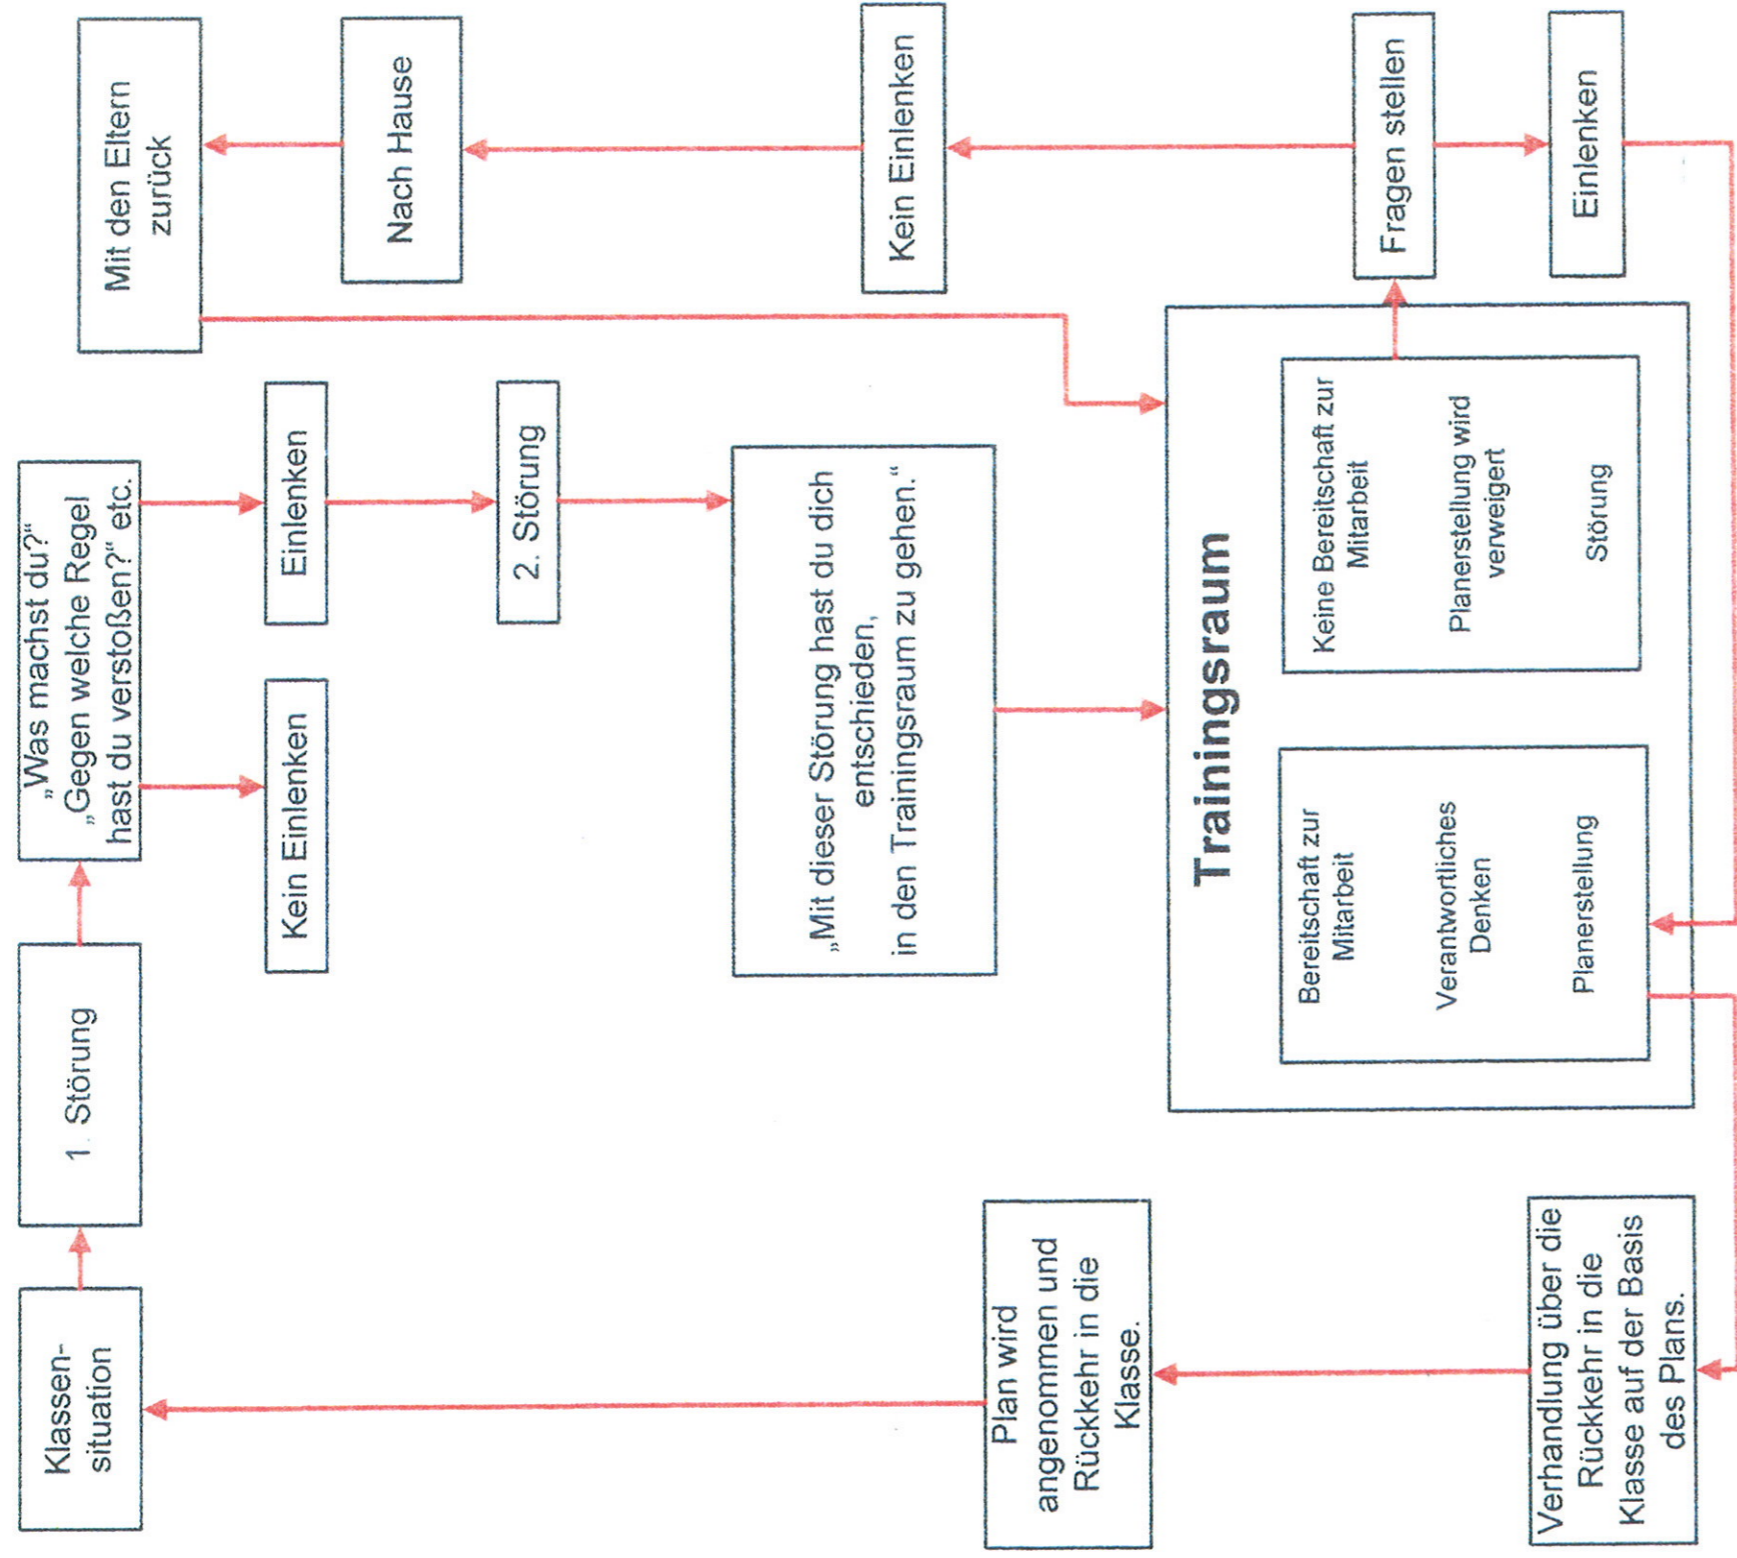 Klassen-
situation
1. Störung
„Was machst du?“
„Gegen welche Regel
hast du verstoßen?“ etc.
Mit den Eltern
zurück
Kein Einlenken
Einlenken
Nach Hause
2. Störung
„Mit dieser Störung hast du dich
entschieden,
in den Trainingsraum zu gehen.“
Kein Einlenken
Plan wird
angenommen und
Rückkehr in die
Klasse.
Trainingsraum
Bereitschaft zur
Mitarbeit
Verantwortliches
Denken
Planerstellung
Keine Bereitschaft zur
Mitarbeit
Planerstellung wird
verweigert
Störung
Fragen stellen
Einlenken
Verhandlung über die
Rückkehr in die
Klasse auf der Basis
des Plans.